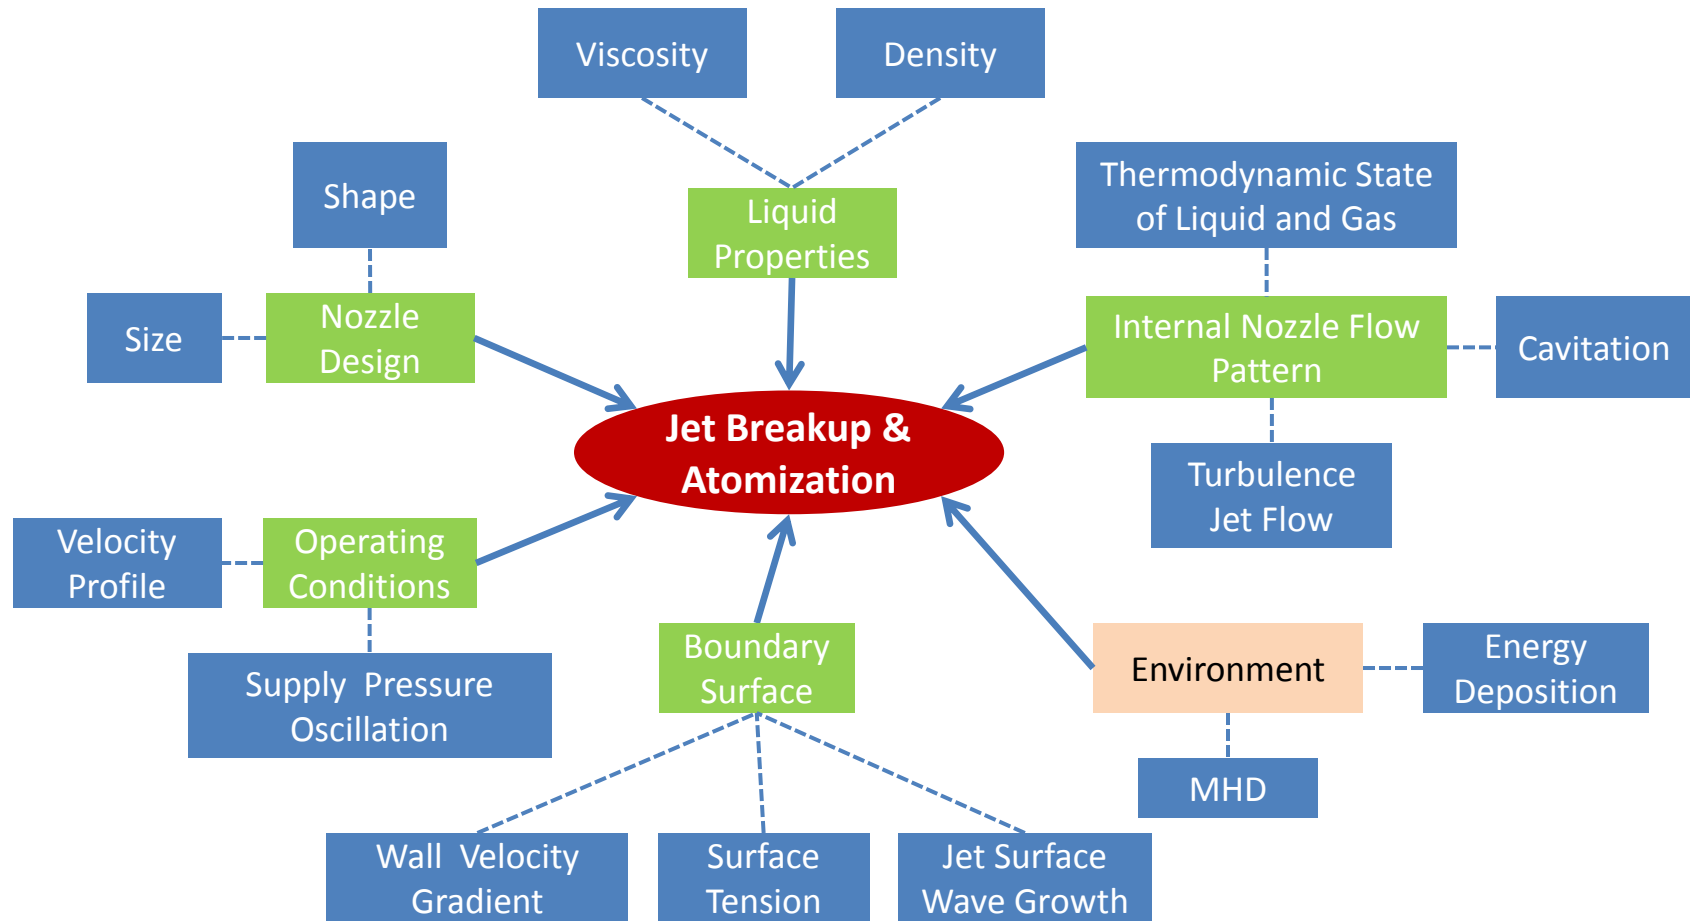 Viscosity
Density
Shape
Liquid
Properties
Thermodynamic State
of Liquid and Gas
Size
Nozzle
Design
Internal Nozzle Flow
Pattern
Cavitation
Jet Breakup &
Atomization
Turbulence
Jet Flow
Velocity
Profile
Operating
Conditions
Supply Pressure
Oscillation
Boundary
Surface
Environment
Energy
Deposition
MHD
Wall Velocity
Gradient
Surface
Tension
Jet Surface
Wave Growth